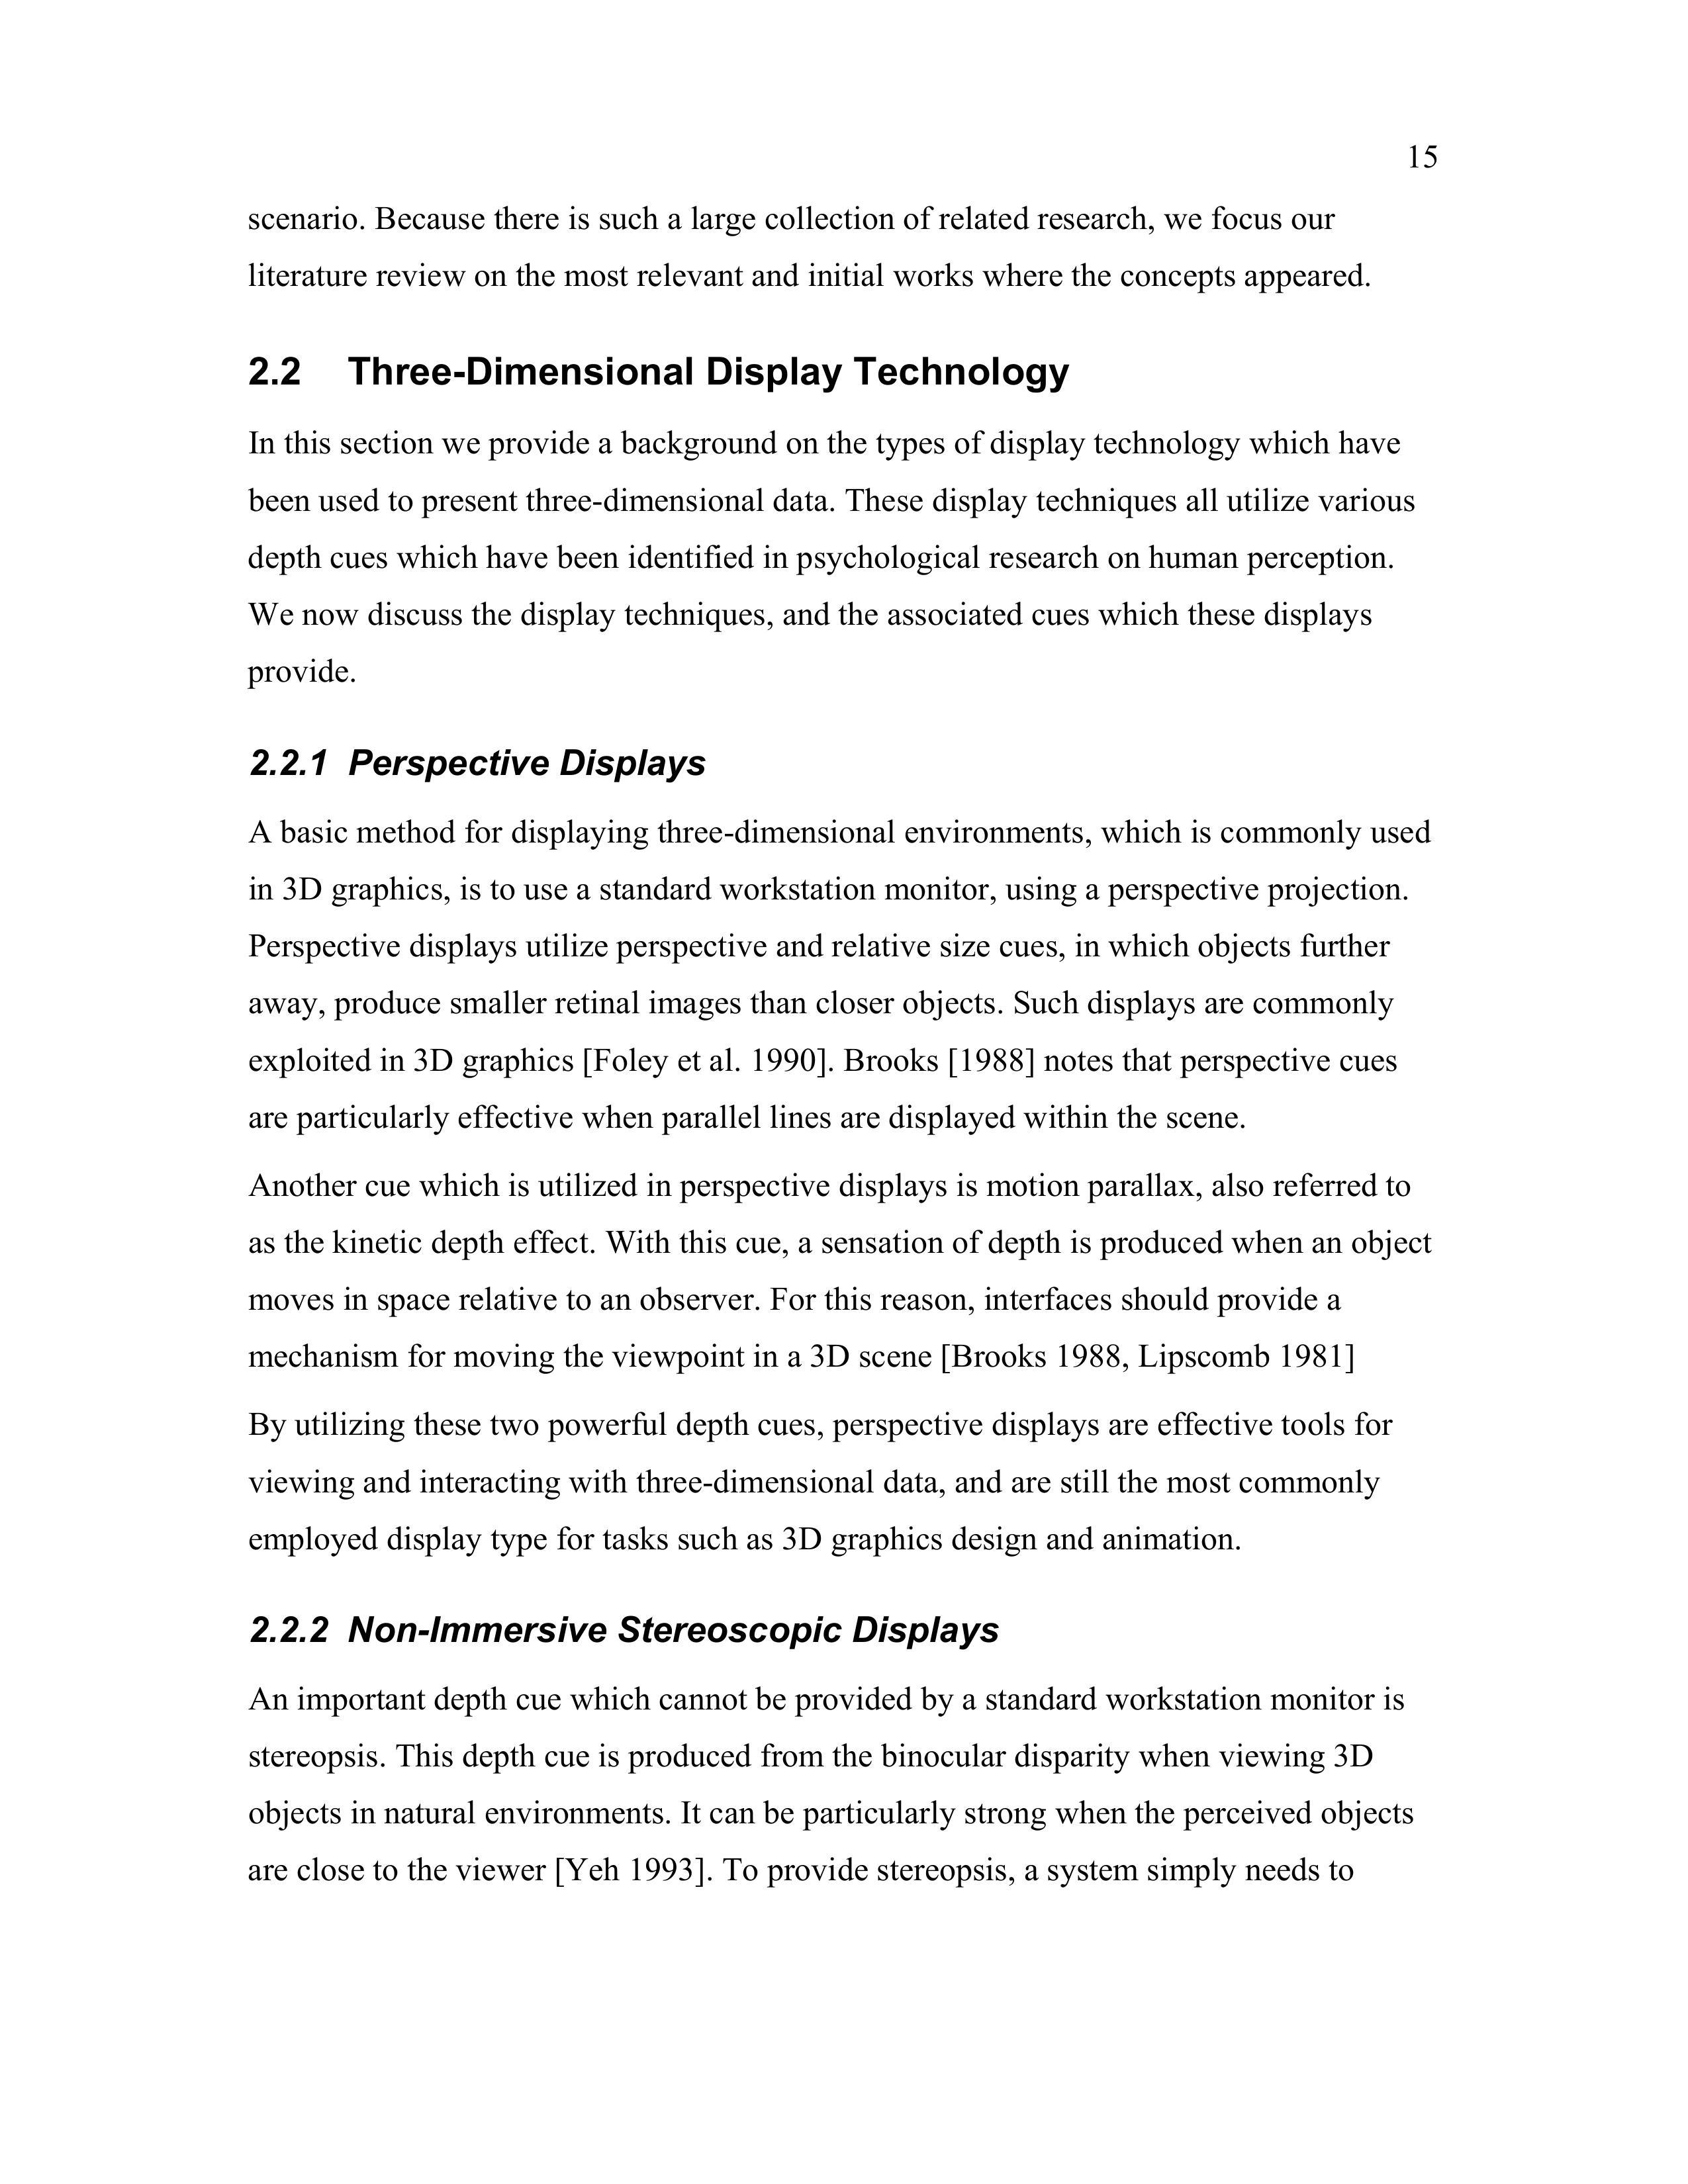 15
scenario. Because there is such a large collection of related research, we focus our
literature review on the most relevant and initial works where the concepts appeared.
2.2 Three-Dimensional Display Technology
In this section we provide a background on the types of display technology which have
been used to present three-dimensional data. These display techniques all utilize various
depth cues which have been identified in psychological research on human perception.
We now discuss the display techniques, and the associated cues which these displays
provide.
2.2.1 Perspective Displays
A basic method for displaying three-dimensional environments, which is commonly used
in 3D graphics, is to use a standard workstation monitor, using a perspective projection.
Perspective displays utilize perspective and relative size cues, in which objects further
away, produce smaller retinal images than closer objects. Such displays are commonly
exploited in 3D graphics [Foley et al. 1990]. Brooks [1988] notes that perspective cues
are particularly effective when parallel lines are displayed within the scene.
Another cue which is utilized in perspective displays is motion parallax, also referred to
as the kinetic depth effect. With this cue, a sensation of depth is produced when an object
moves in space relative to an observer. For this reason, interfaces should provide a
mechanism for moving the viewpoint in a 3D scene [Brooks 1988, Lipscomb 1981]
By utilizing these two powerful depth cues, perspective displays are effective tools for
viewing and interacting with three-dimensional data, and are still the most commonly
employed display type for tasks such as 3D graphics design and animation.
2.2.2 Non-Immersive Stereoscopic Displays
An important depth cue which cannot be provided by a standard workstation monitor is
stereopsis. This depth cue is produced from the binocular disparity when viewing 3D
objects in natural environments. It can be particularly strong when the perceived objects
are close to the viewer [Yeh 1993]. To provide stereopsis, a system simply needs to